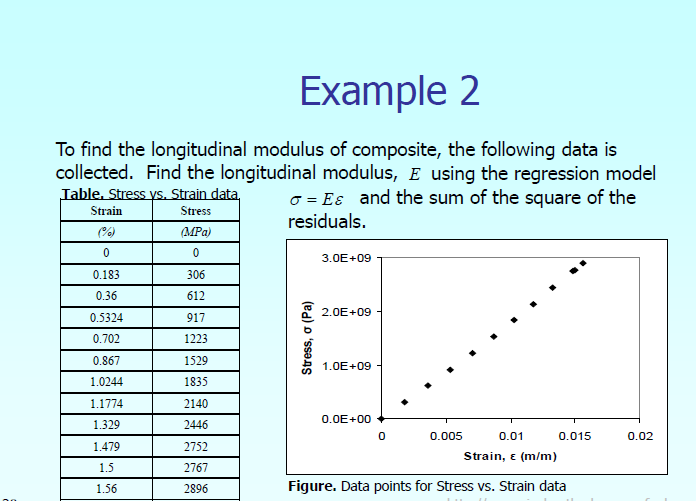 Example 2
To find the longitudinal modulus of composite, the following data is
collected. Find the longitudinal modulus, E using the regression model
σ = Eε and the sum of the square of the
residuals.
Table. Stress vs. Strain data
Strain Stress
(%) (MPa)
0 0
0.183 306
0.36 612
0.5324 917
0.702 1223
0.867 1529
1.0244 1835
1.1774 2140
1.329 2446
1.479 2752
1.5 2767
1.56 2896
Stress, σ (Pa)
3.0E+09
2.0E+09
1.0E+09
0.0E+00
0 0.005 0.01 0.015 0.02
Strain, ε (m/m)
Figure. Data points for Stress vs. Strain data